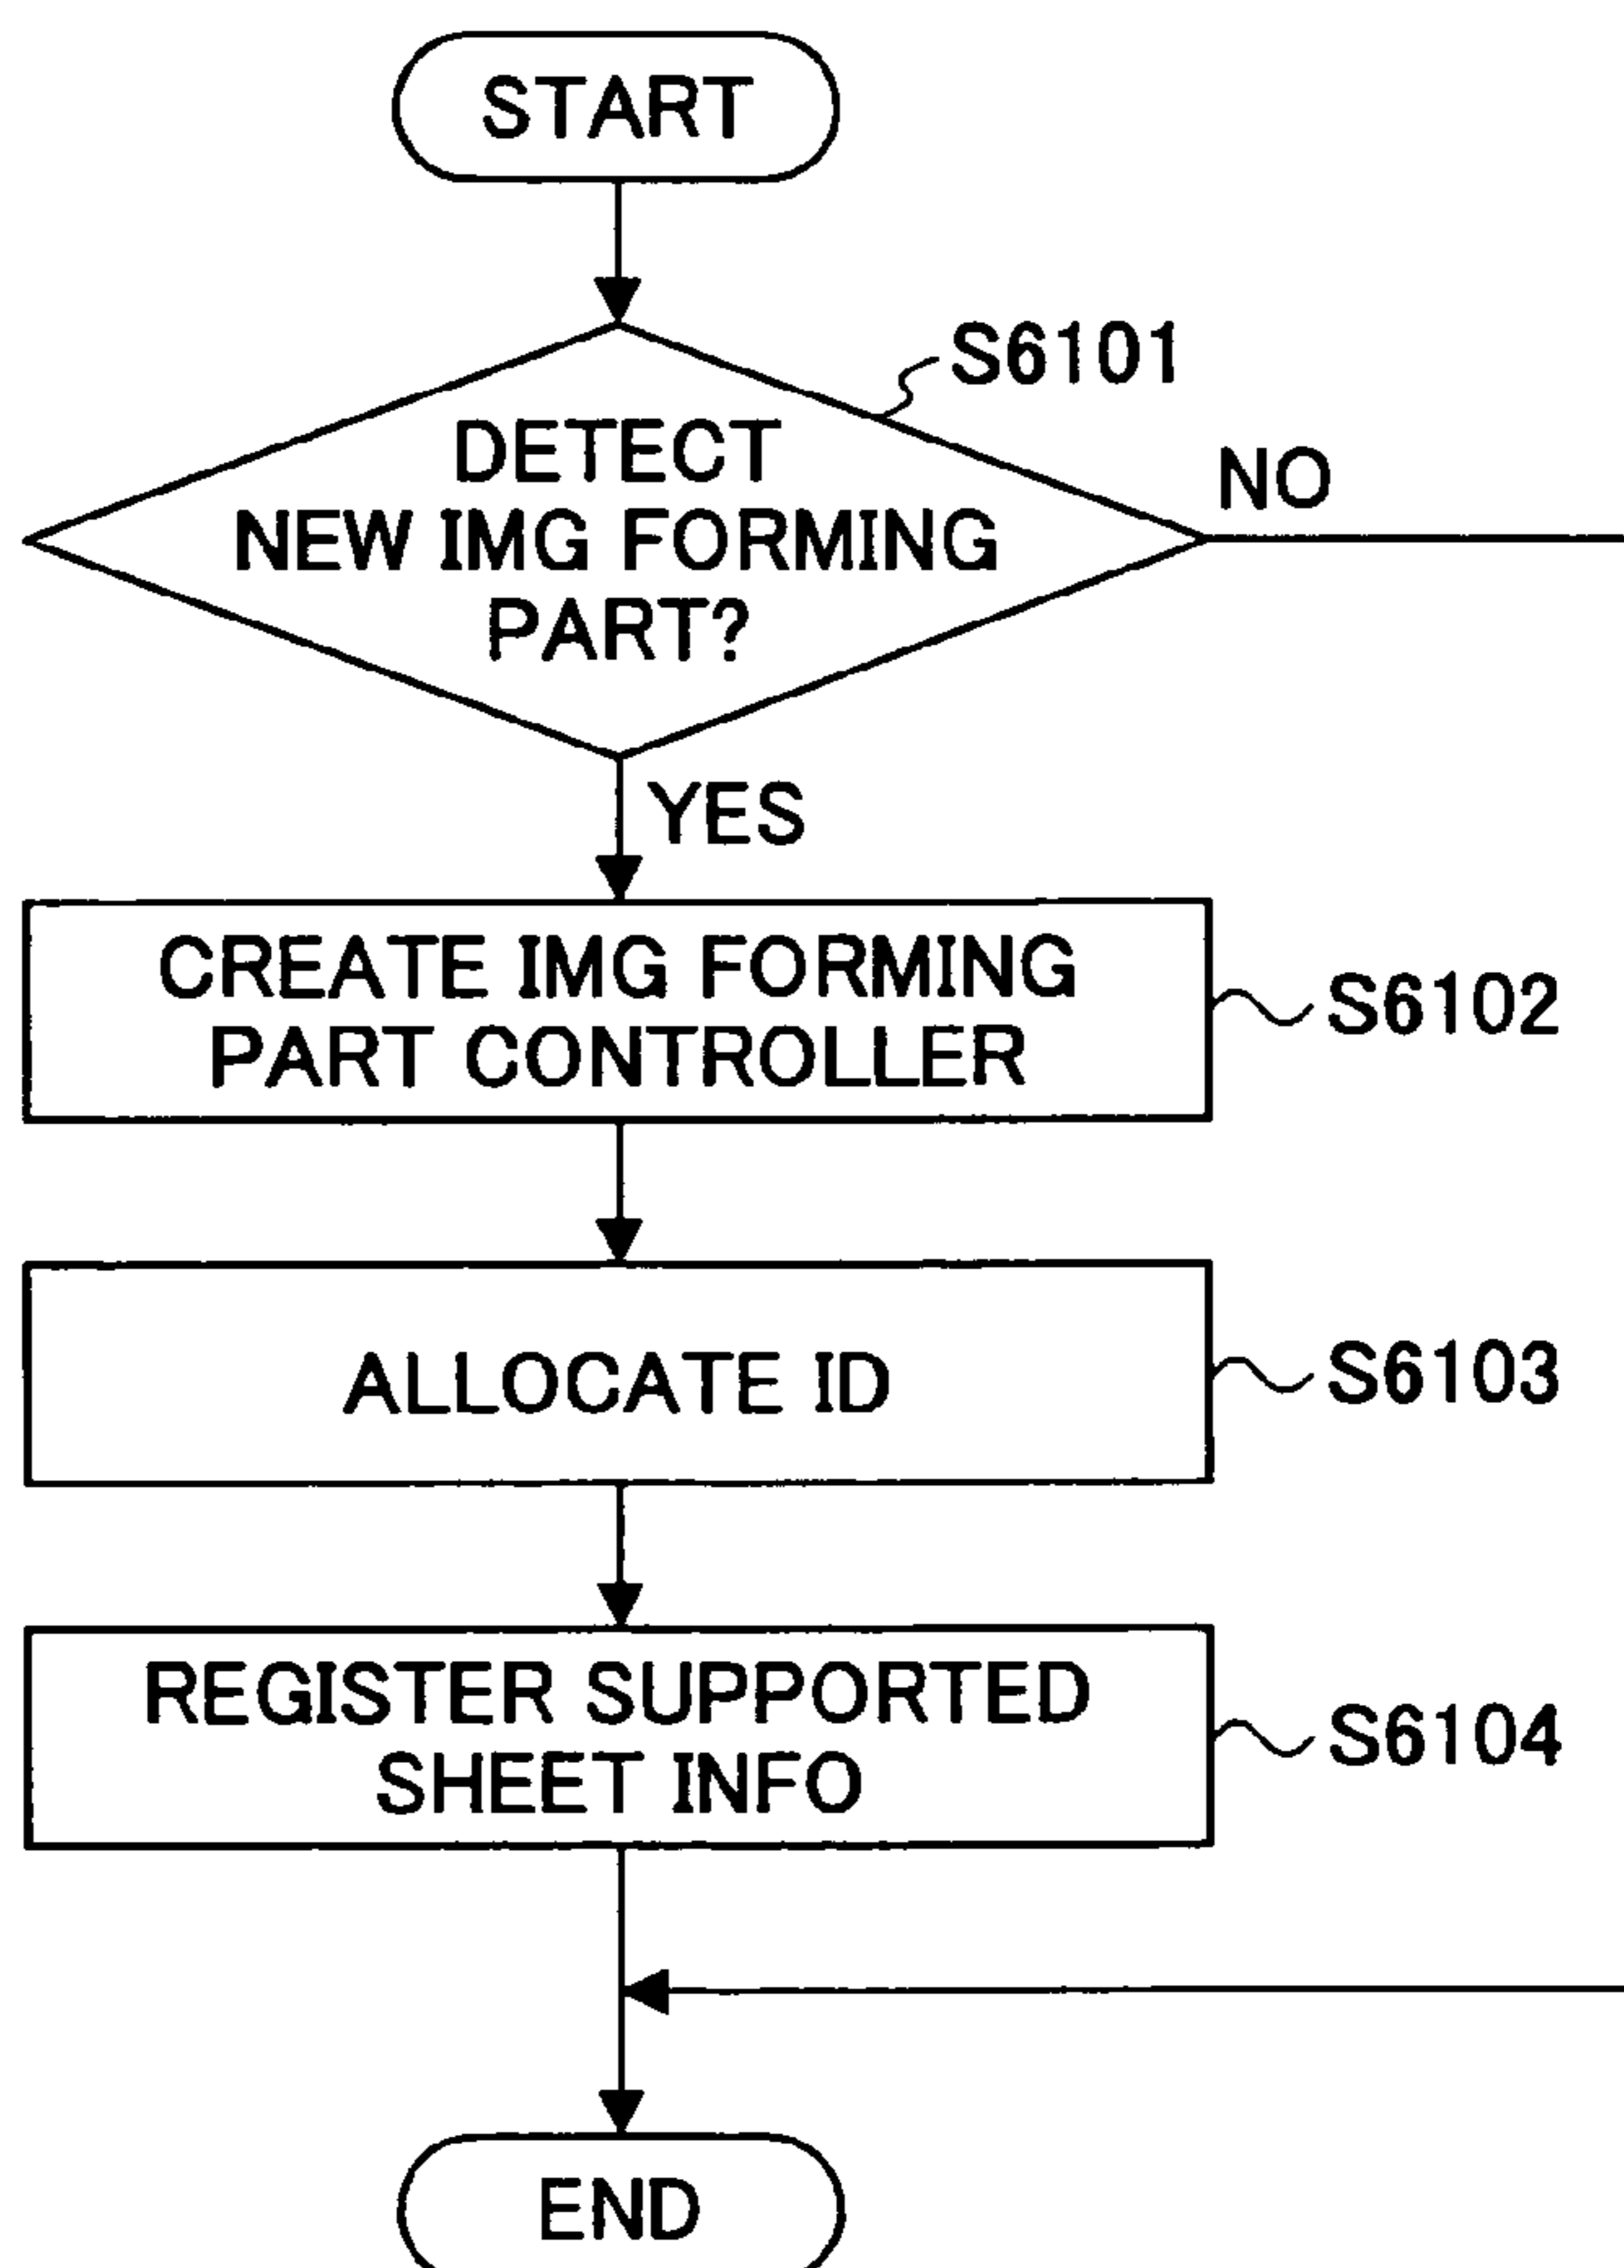 START
S6101
DETECT
NEW IMG FORMING
PART?
NO
YES
CREATE IMG FORMING
PART CONTROLLER
S6102
ALLOCATE ID
S6103
REGISTER SUPPORTED
SHEET INFO
S6104
END